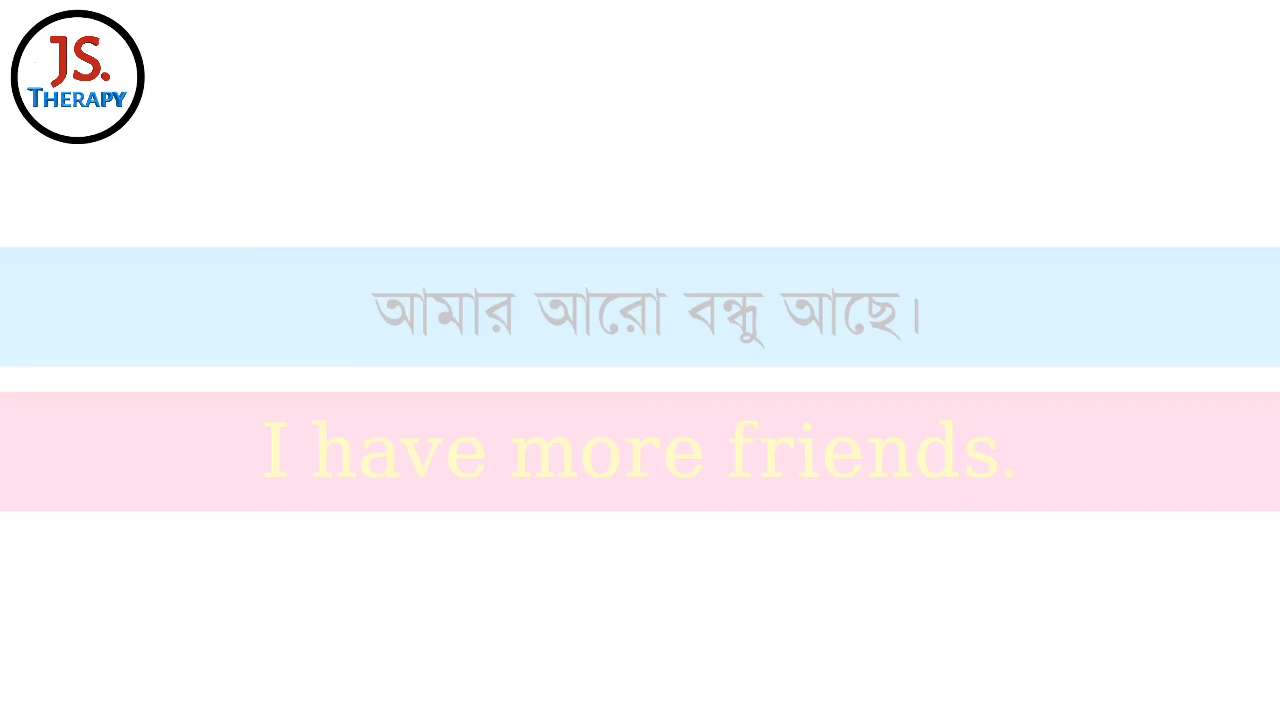 JS.
THERAPY
আমার আরো বন্ধু আছে।
I have more friends.